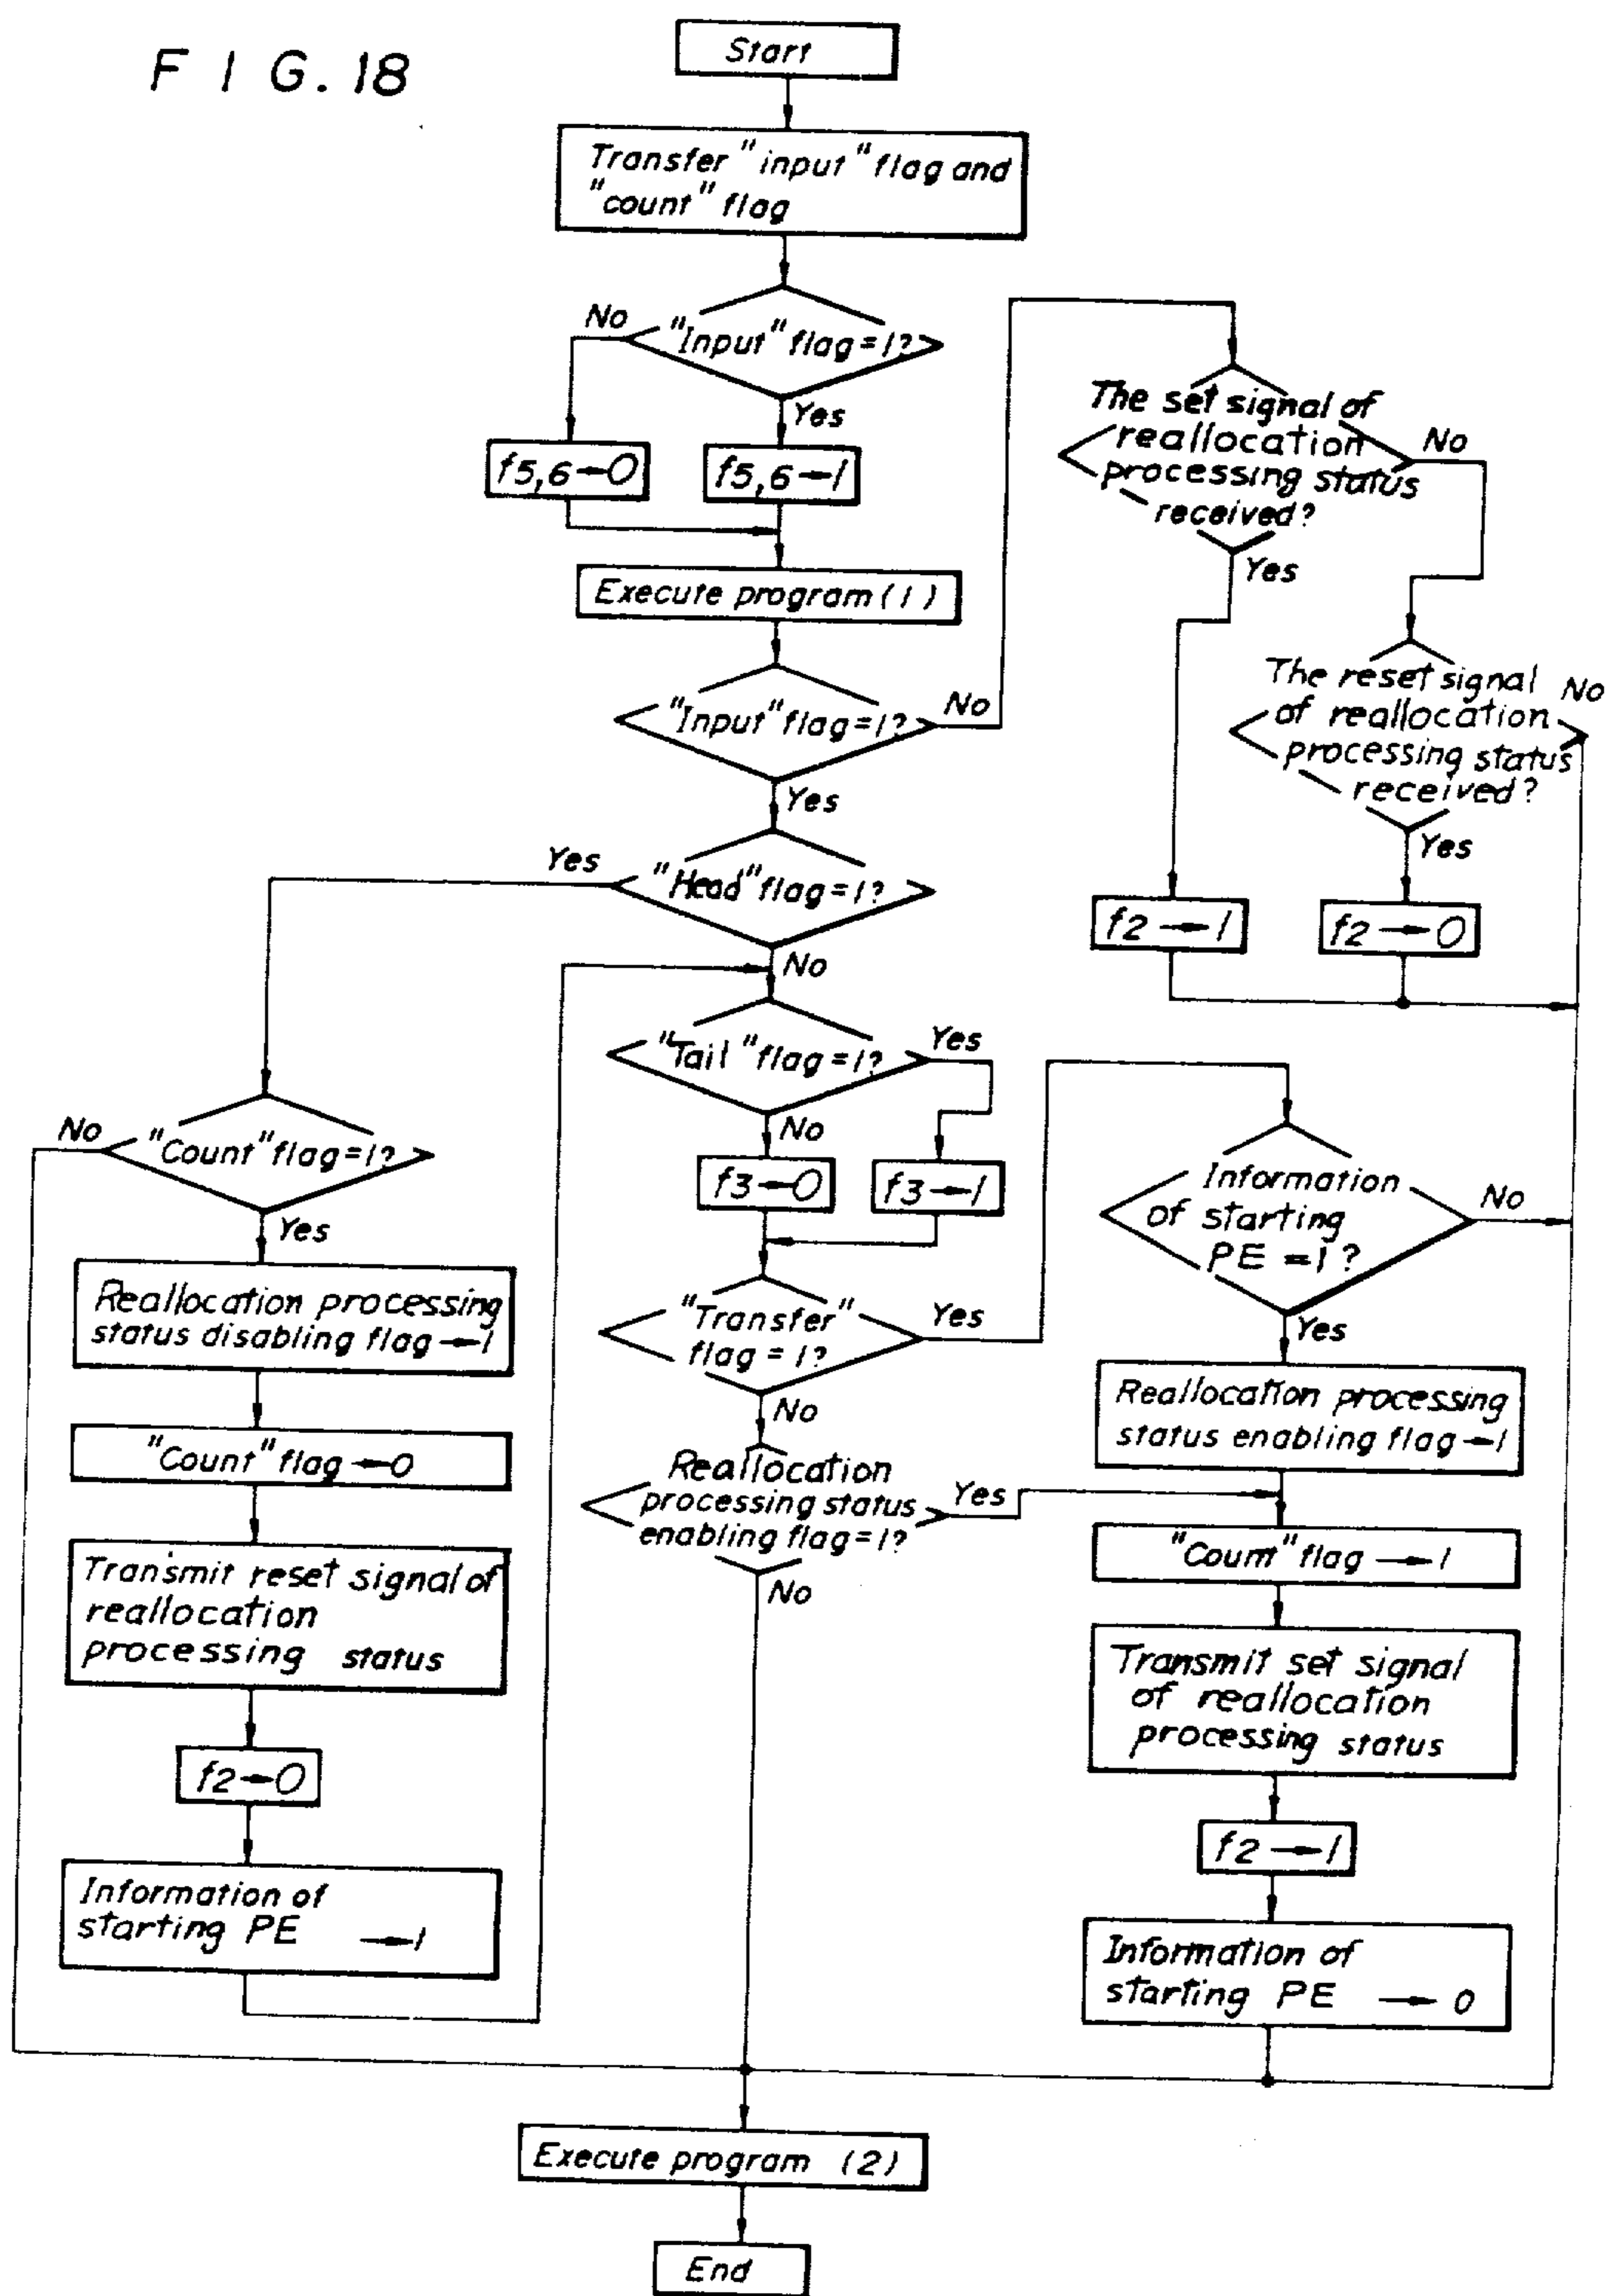 FIG. 18
Start
Transfer "input" flag and
"count" flag
"Input" flag = 1?
No
Yes
f5,6 ← 0
f5,6 ← 1
Execute program (1)
"Input" flag = 1?
No
Yes
The set signal of
reallocation
processing status
received?
No
Yes
The reset signal
of reallocation
processing status
received?
No
Yes
f2 → 1
f2 → 0
"Head" flag = 1?
Yes
No
"Tail" flag = 1?
Yes
No
f3 ← 0
f3 → 1
"Count" flag = 1?
No
Yes
Reallocation processing
status disabling flag → 1
"Count" flag → 0
Transmit reset signal of
reallocation
processing status
f2 → 0
Information of
starting PE → 1
"Transfer"
flag = 1?
Yes
No
Information
of starting
PE = 1?
No
Yes
Reallocation processing
status enabling flag → 1
Reallocation
processing status
enabling flag = 1?
Yes
No
"Count" flag → 1
Transmit set signal
of reallocation
processing status
f2 → 1
Information of
starting PE → 0
Execute program (2)
End